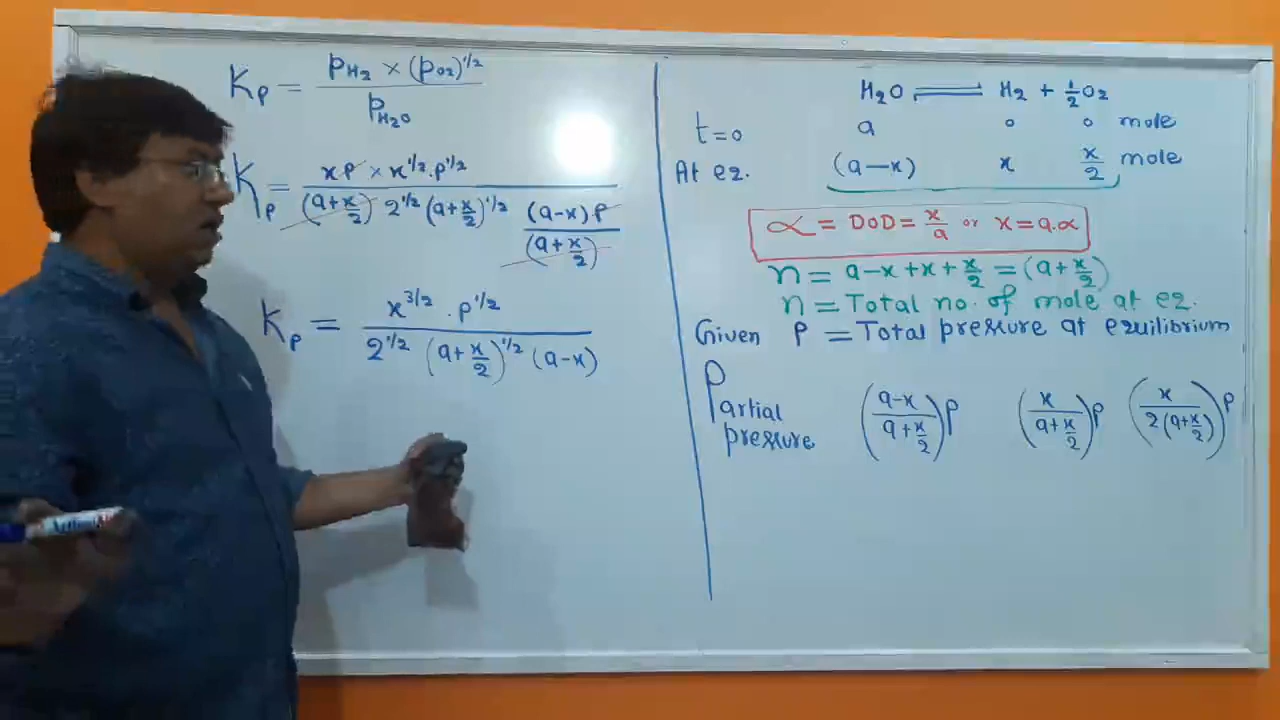 Kp = pH₂ × (pO₂)^1/2 / pH₂O
Kp = xP × x^1/2 . P^1/2 / (a+x/2) 2^1/2 (a+x/2)^1/2 (a-x)P / (a+x/2)
Kp = x^3/2 . P^1/2 / 2^1/2 (a+x/2)^1/2 (a-x)
H₂O ⇌ H₂ + 1/2 O₂
t=0 a 0 0 mole
At eq. (a-x) x x/2 mole
α = DoD = x/a or x = a.α
n = a-x+x+x/2 = (a+x/2)
n = Total no. of mole at eq.
Given P = Total pressure at equilibrium
Partial pressure ((a-x)/(a+x/2))P (x/(a+x/2))P (x/2(a+x/2))P